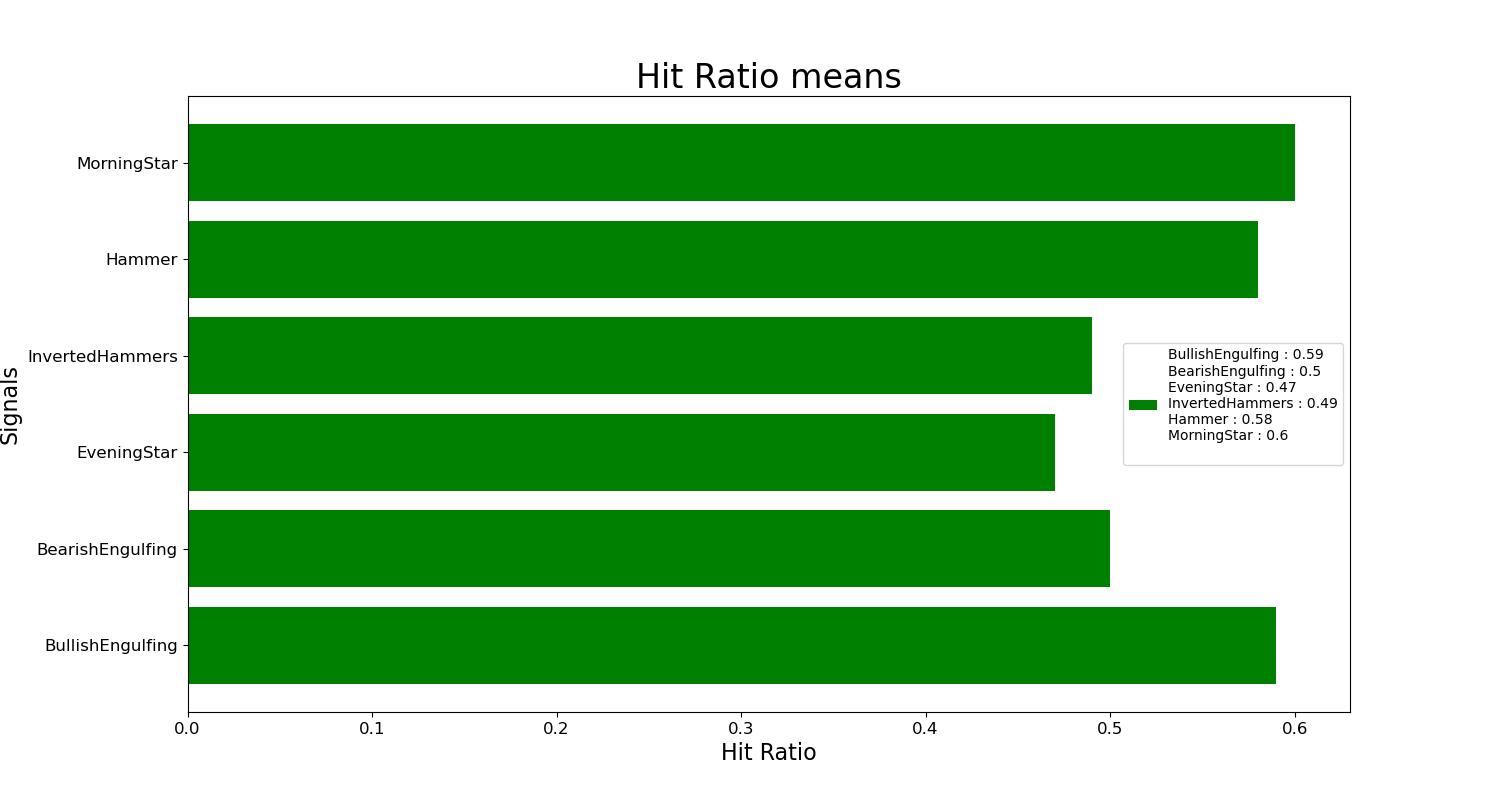 Hit Ratio means
MorningStar
Hammer
InvertedHammers
EveningStar
BearishEngulfing
BullishEngulfing
Signals
BullishEngulfing : 0.59
BearishEngulfing : 0.5
EveningStar : 0.47
InvertedHammers : 0.49
Hammer : 0.58
MorningStar : 0.6
0.0 0.1 0.2 0.3 0.4 0.5 0.6
Hit Ratio